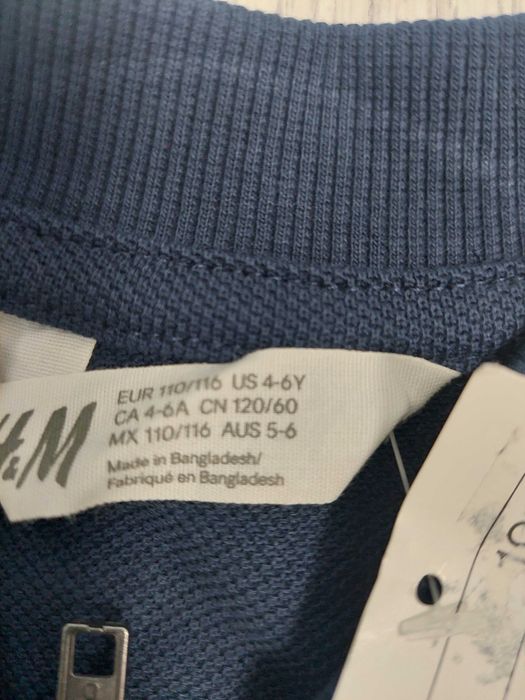 H&M
EUR 110/116 US 4-6Y
CA 4-6A CN 120/60
MX 110/116 AUS 5-6
Made in Bangladesh/
Fabriqué en Bangladesh